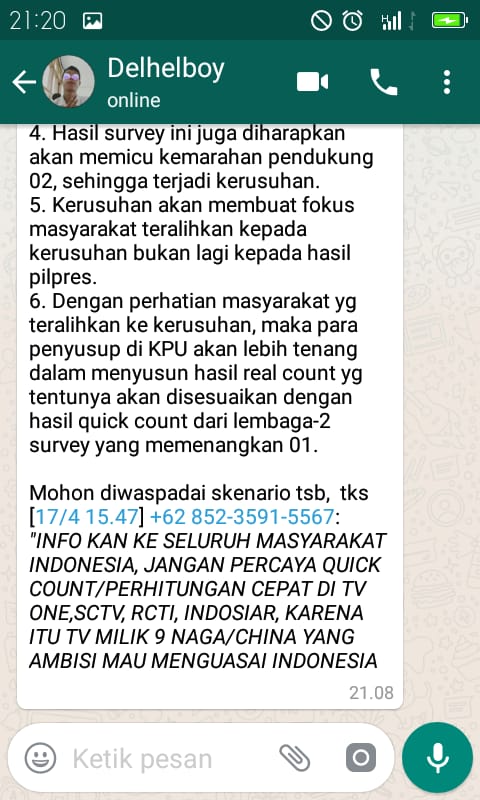 21:20
Delhelboy
online
4. Hasil survey ini juga diharapkan
akan memicu kemarahan pendukung
02, sehingga terjadi kerusuhan.
5. Kerusuhan akan membuat fokus
masyarakat teralihkan kepada
kerusuhan bukan lagi kepada hasil
pilpres.
6. Dengan perhatian masyarakat yg
teralihkan ke kerusuhan, maka para
penyusup di KPU akan lebih tenang
dalam menyusun hasil real count yg
tentunya akan disesuaikan dengan
hasil quick count dari lembaga-2
survey yang memenangkan 01.
Mohon diwaspadai skenario tsb, tks
[17/4 15.47] +62 852-3591-5567:
"INFO KAN KE SELURUH MASYARAKAT
INDONESIA, JANGAN PERCAYA QUICK
COUNT/PERHITUNGAN CEPAT DI TV
ONE,SCTV, RCTI, INDOSIAR, KARENA
ITU TV MILIK 9 NAGA/CHINA YANG
AMBISI MAU MENGUASAI INDONESIA
21.08
Ketik pesan